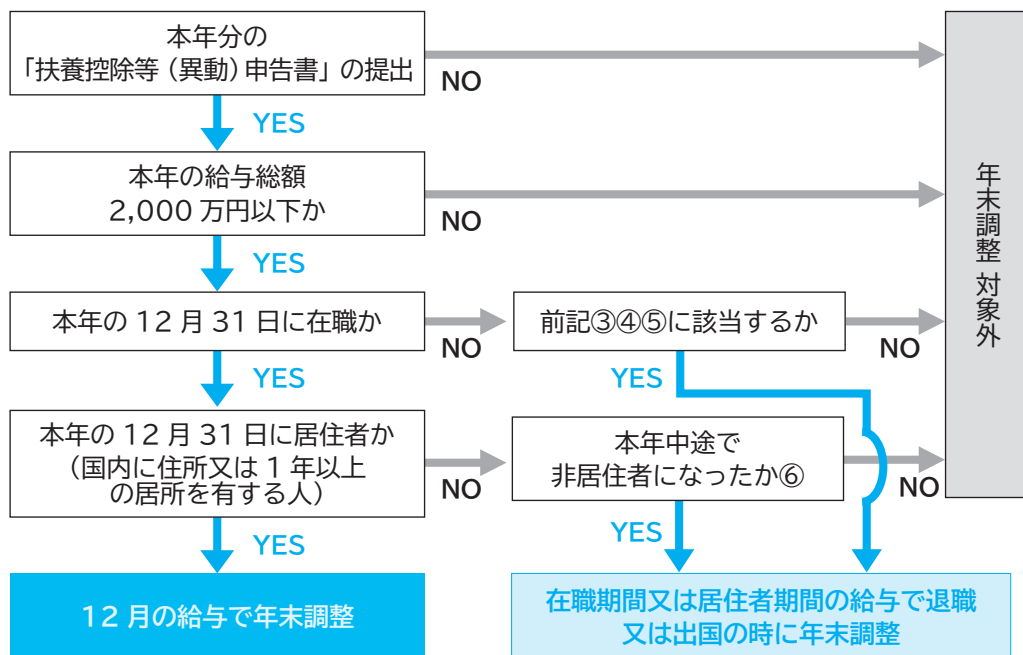 本年分の
「扶養控除等（異動）申告書」の提出
NO
YES
本年の給与総額
2,000 万円以下か
NO
YES
本年の 12 月 31 日に在職か
NO
前記③④⑤に該当するか
NO
YES
YES
本年の 12 月 31 日に居住者か
（国内に住所又は 1 年以上
の居所を有する人）
NO
本年中途で
非居住者になったか⑥
NO
YES
YES
12 月の給与で年末調整
在職期間又は居住者期間の給与で退職
又は出国の時に年末調整
年末調整 対象外